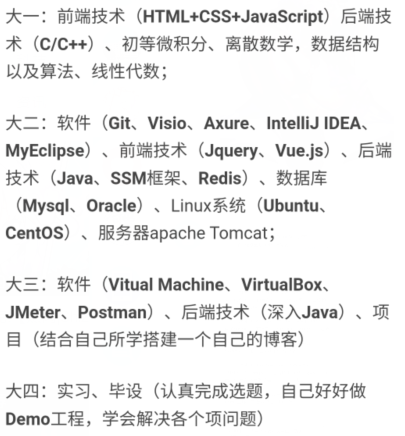 大一：前端技术（HTML+CSS+JavaScript）后端技
术（C/C++）、初等微积分、离散数学，数据结构
以及算法、线性代数；
大二：软件（Git、Visio、Axure、IntelliJ IDEA、
MyEclipse）、前端技术（Jquery、Vue.js）、后端
技术（Java、SSM框架、Redis）、数据库
（Mysql、Oracle）、Linux系统（Ubuntu、
CentOS）、服务器apache Tomcat；
大三：软件（Vitual Machine、VirtualBox、
JMeter、Postman）、后端技术（深入Java）、项
目（结合自己所学搭建一个自己的博客）
大四：实习、毕设（认真完成选题，自己好好做
Demo工程，学会解决各个项问题）